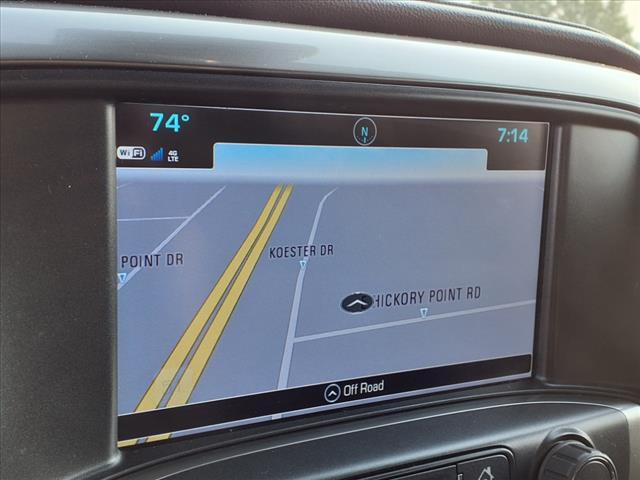 74°
N
7:14
WiFi 4G LTE
POINT DR
KOESTER DR
HICKORY POINT RD
Off Road